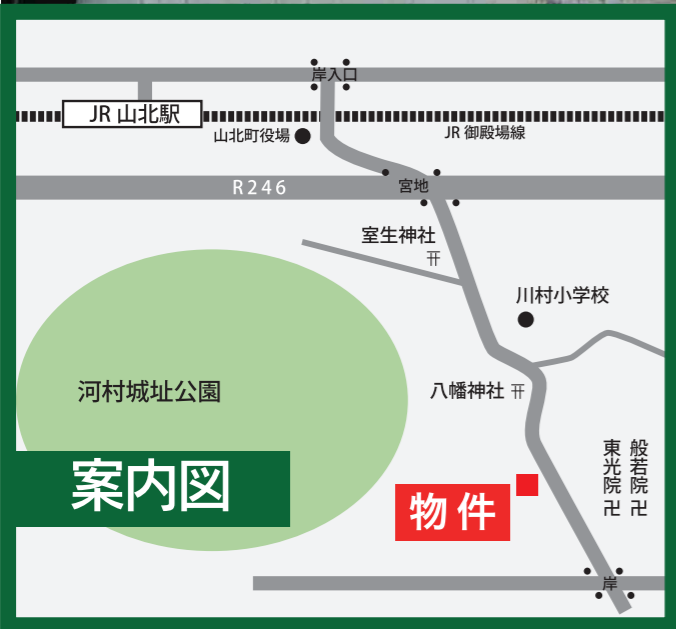 岸入口
JR 山北駅
山北町役場
JR 御殿場線
R246
宮地
室生神社
川村小学校
河村城址公園
八幡神社
般若院 卍
東光院 卍
案内図
物件
岸